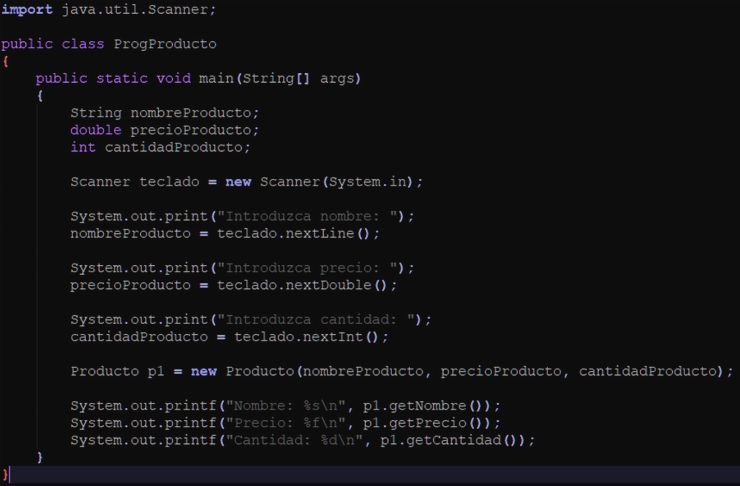 import java.util.Scanner;
public class ProgProducto
{
public static void main(String[] args)
{
String nombreProducto;
double precioProducto;
int cantidadProducto;
Scanner teclado = new Scanner(System.in);
System.out.print("Introduzca nombre: ");
nombreProducto = teclado.nextLine();
System.out.print("Introduzca precio: ");
precioProducto = teclado.nextDouble();
System.out.print("Introduzca cantidad: ");
cantidadProducto = teclado.nextInt();
Producto p1 = new Producto(nombreProducto, precioProducto, cantidadProducto);
System.out.printf("Nombre: %s\n", p1.getNombre());
System.out.printf("Precio: %f\n", p1.getPrecio());
System.out.printf("Cantidad: %d\n", p1.getCantidad());
}
}